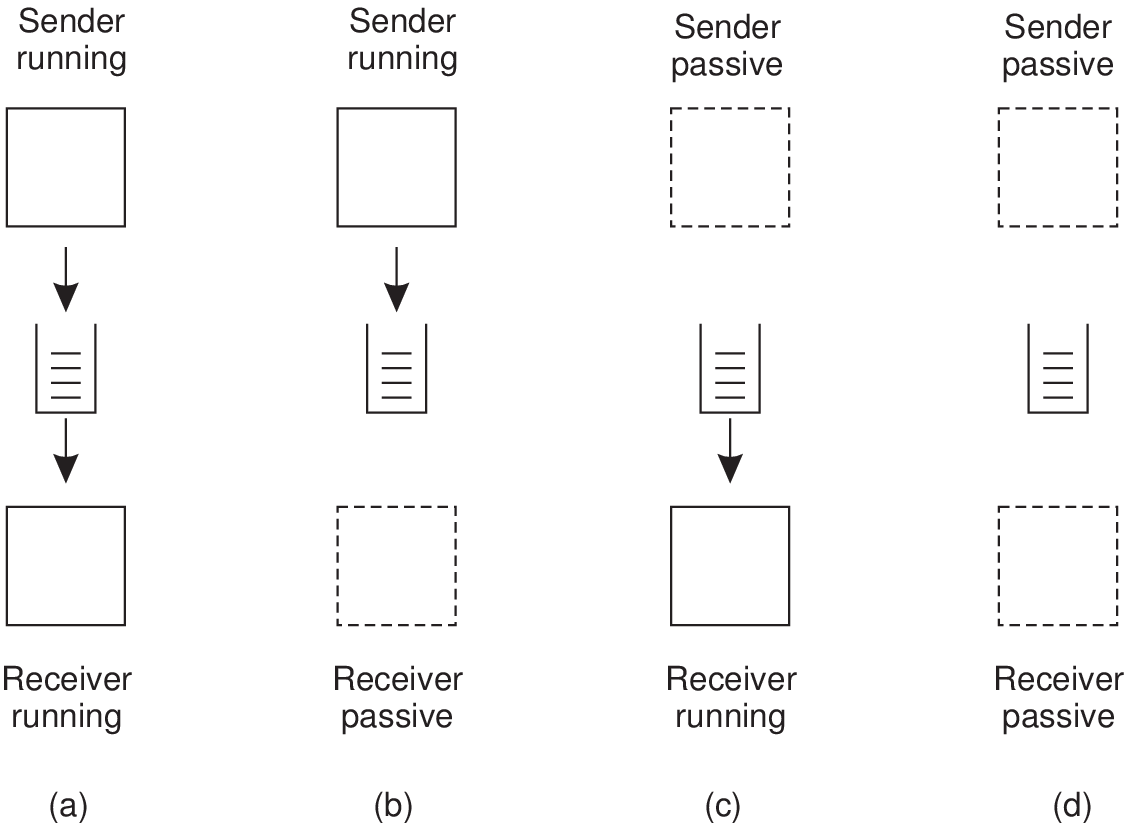 Sender
running
Sender
running
Sender
passive
Sender
passive
Receiver
running
Receiver
passive
Receiver
running
Receiver
passive
(a)
(b)
(c)
(d)